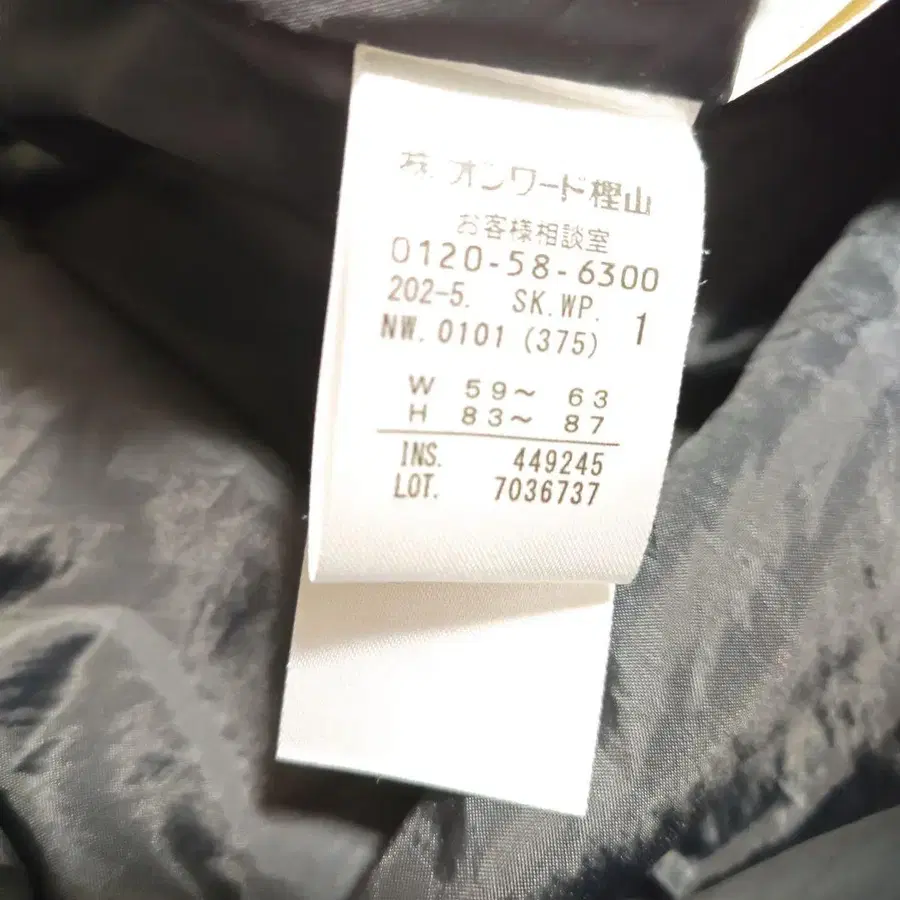 株.オンワード樫山
お客様相談室
0120-58-6300
202-5. SK.WP. 1
NW.0101(375)
W 59〜 63
H 83〜 87
INS. 449245
LOT. 7036737